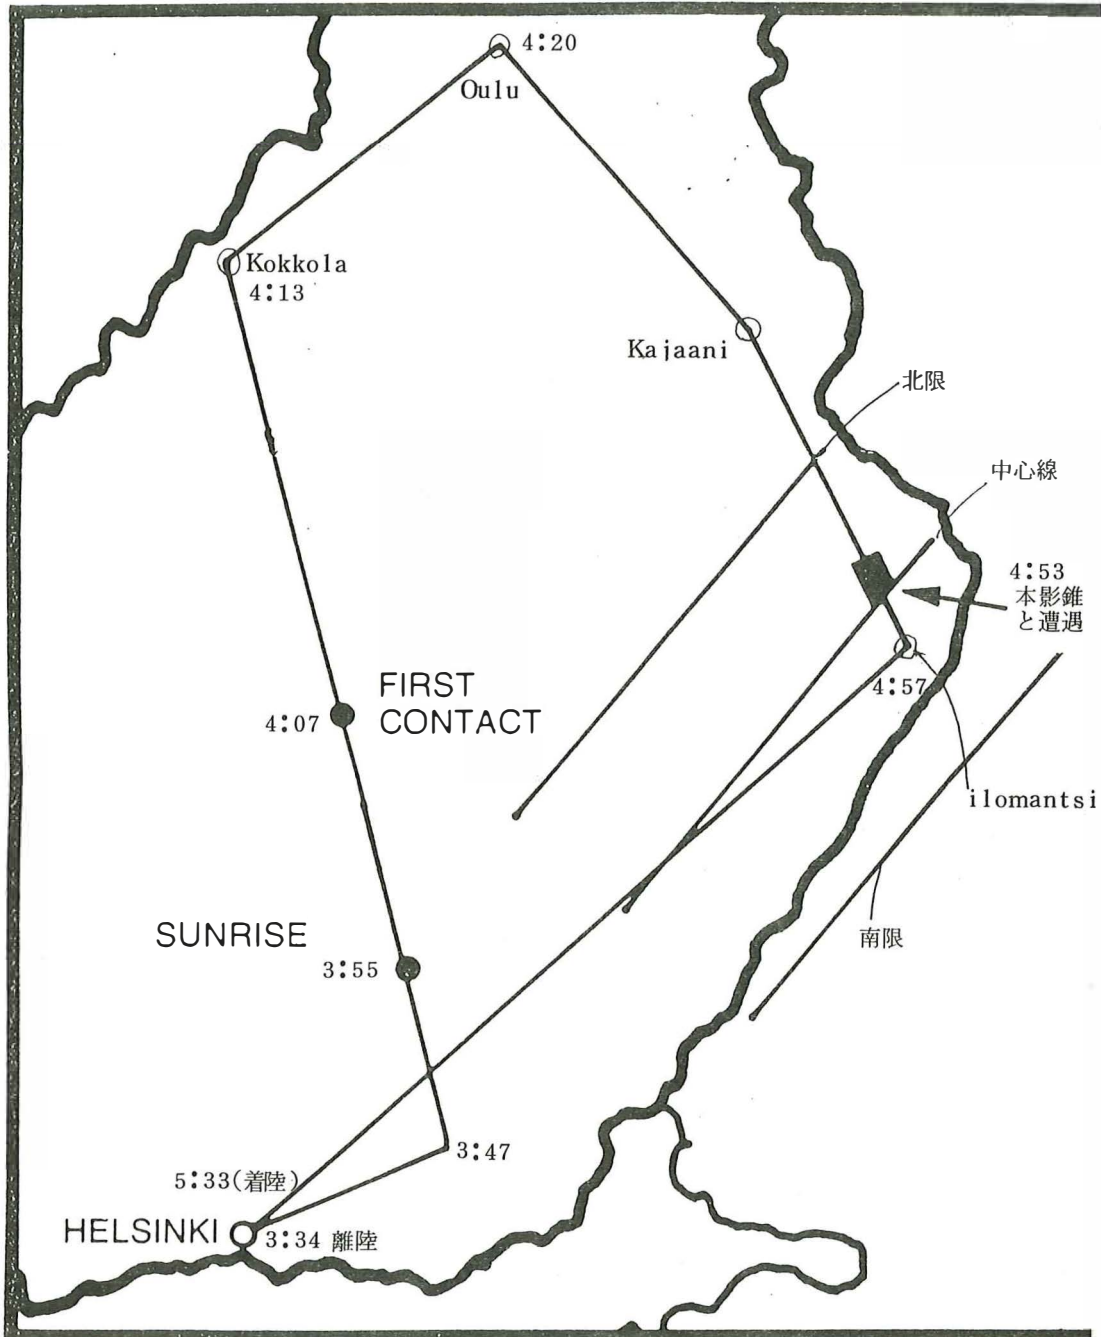 4:20
Oulu
Kokkola
4:13
Kajaani
北限
中心線
4:53
本影錐
と遭遇
4:57
FIRST
CONTACT
4:07
ilomantsi
南限
SUNRISE
3:55
3:47
5:33(着陸)
HELSINKI
3:34 離陸